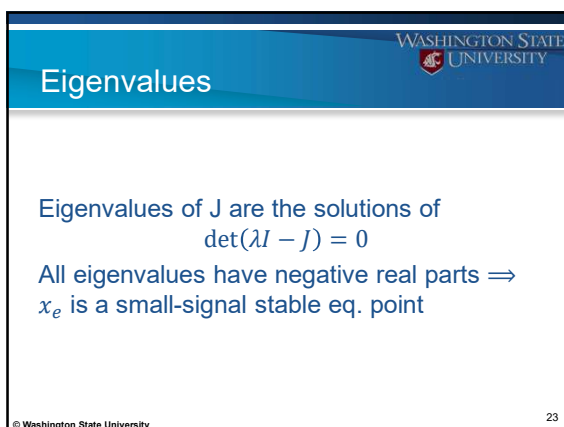 WASHINGTON STATE
UNIVERSITY
Eigenvalues
Eigenvalues of J are the solutions of
det(λI − J) = 0
All eigenvalues have negative real parts ⟹
xₑ is a small-signal stable eq. point
© Washington State University
23